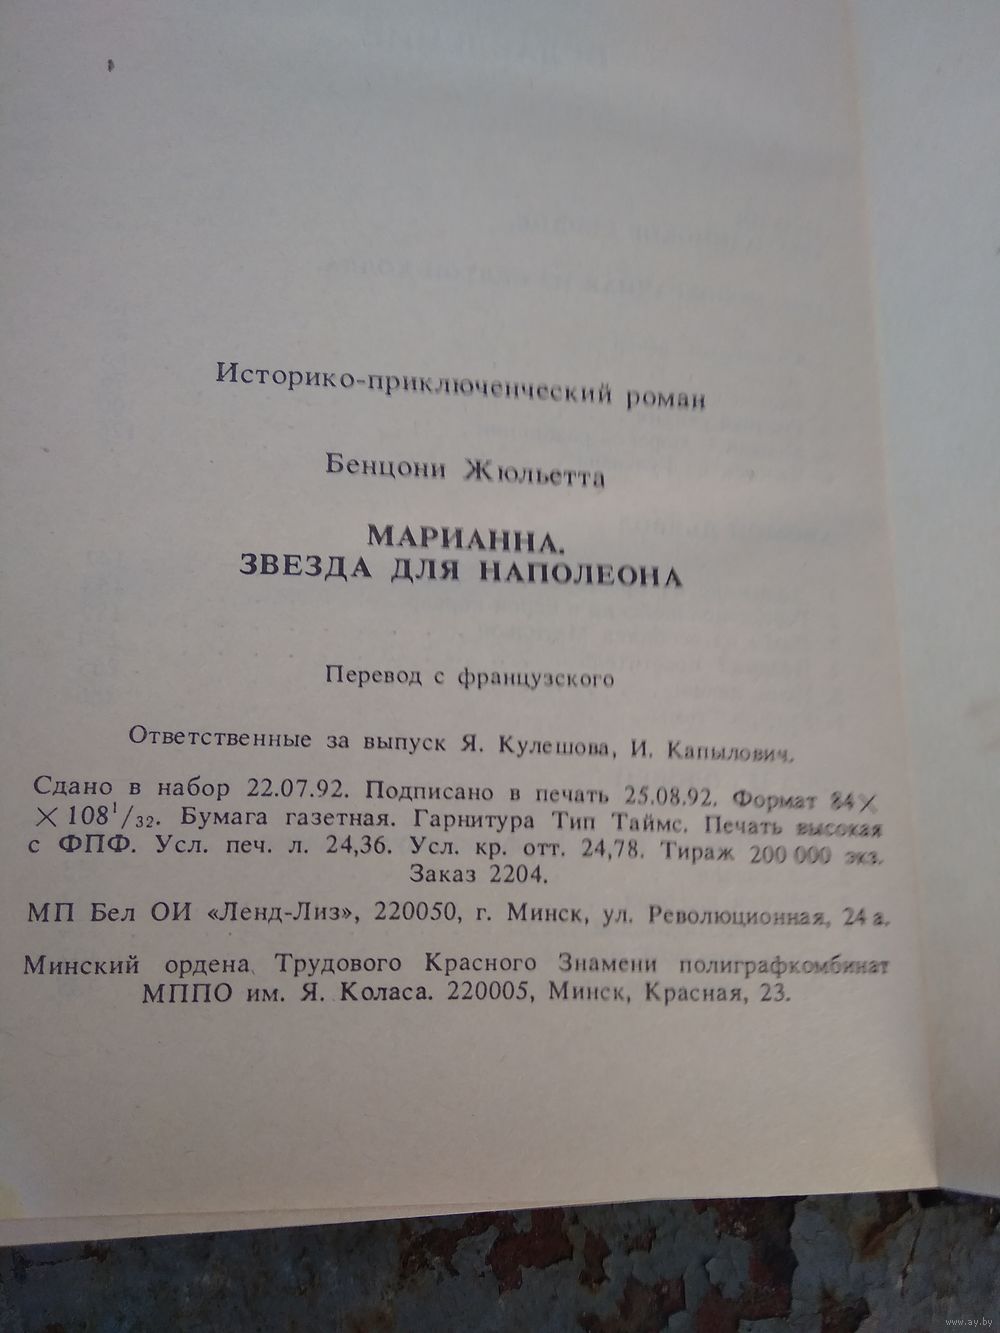 Историко-приключенческий роман
Бенцони Жюльетта
МАРИАННА.
ЗВЕЗДА ДЛЯ НАПОЛЕОНА
Перевод с французского
Ответственные за выпуск Я. Кулешова, И. Капылович.
Сдано в набор 22.07.92. Подписано в печать 25.08.92. Формат 84×
×108¹/₃₂. Бумага газетная. Гарнитура Тип Таймс. Печать высокая
с ФПФ. Усл. печ. л. 24,36. Усл. кр. отт. 24,78. Тираж 200 000 экз.
Заказ 2204.
МП Бел ОИ «Ленд-Лиз», 220050, г. Минск, ул. Революционная, 24 а.
Минский ордена Трудового Красного Знамени полиграфкомбинат
МППО им. Я. Коласа. 220005, Минск, Красная, 23.
www.ay.by